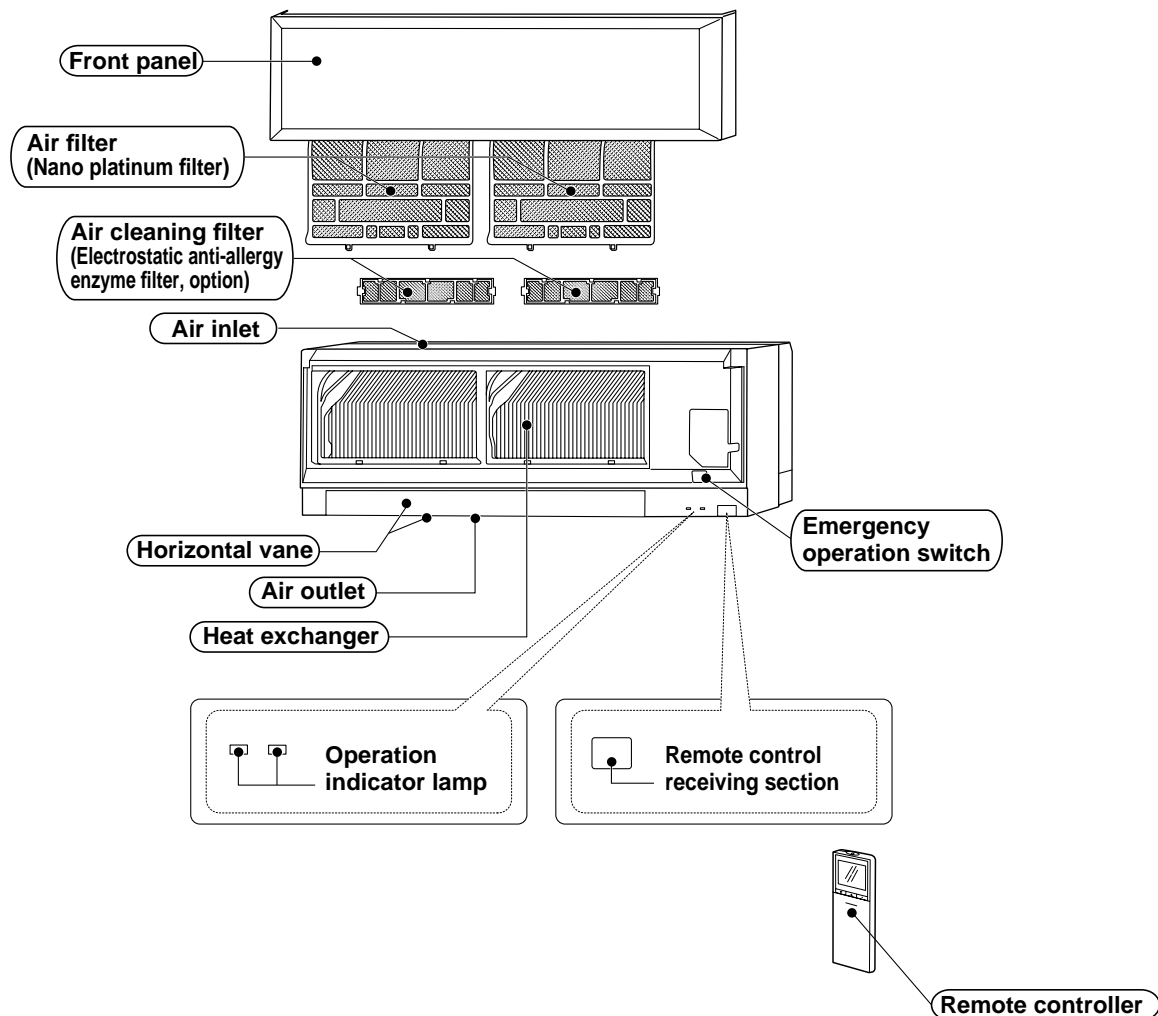 Front panel
Air filter
(Nano platinum filter)
Air cleaning filter
(Electrostatic anti-allergy
enzyme filter, option)
Air inlet
Horizontal vane
Air outlet
Heat exchanger
Emergency
operation switch
Operation
indicator lamp
Remote control
receiving section
Remote controller